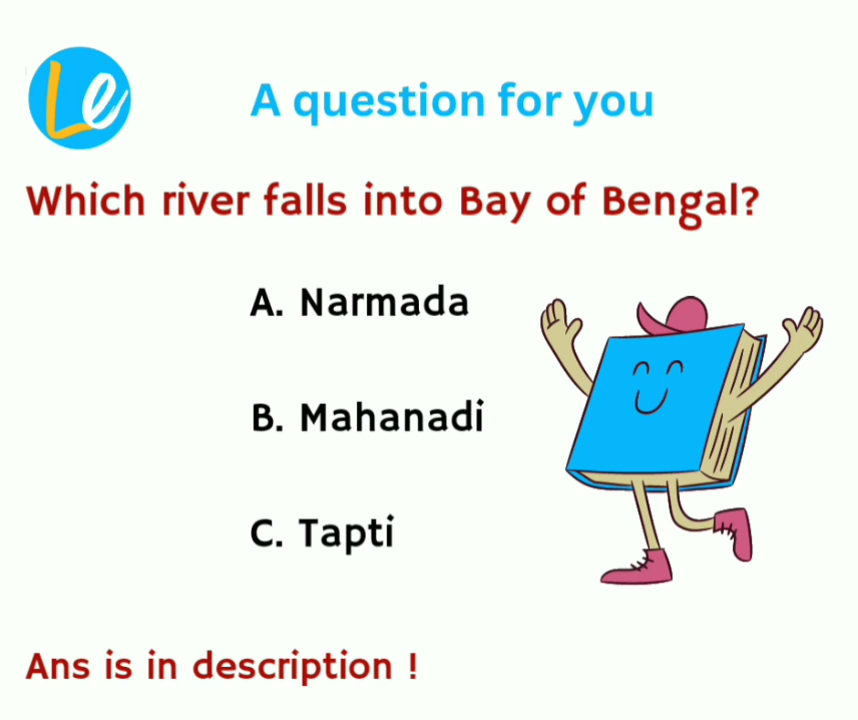 Le
A question for you
Which river falls into Bay of Bengal?
A. Narmada
B. Mahanadi
C. Tapti
Ans is in description !